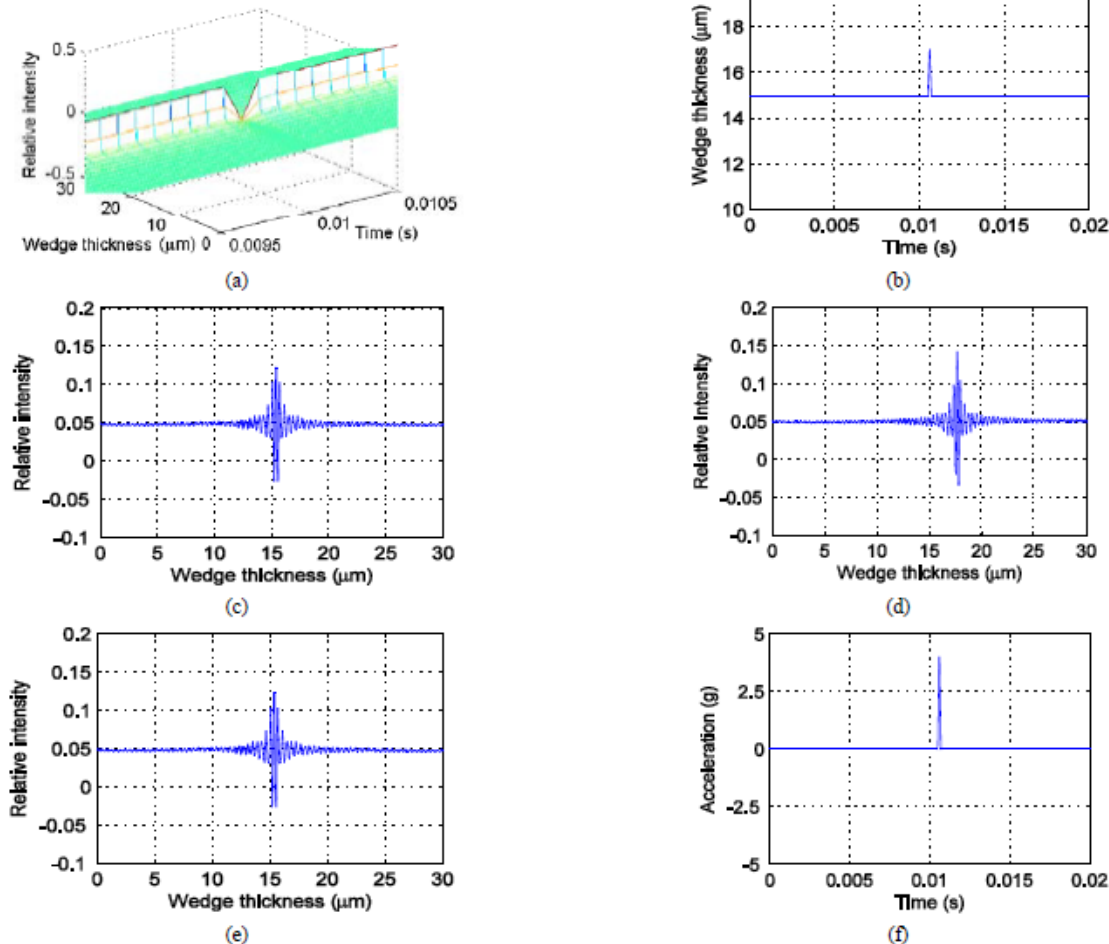 Relative intensity
0.5
0
-0.5
30
20
10
0
Wedge thickness (μm)
0.0095
0.01
0.0105
Time (s)
(a)
Wedge thickness (μm)
18
16
14
12
10
0 0.005 0.01 0.015 0.02
Time (s)
(b)
Relative intensity
0.2
0.15
0.1
0.05
0
-0.05
-0.1
0 5 10 15 20 25 30
Wedge thickness (μm)
(c)
Relative Intensity
0.2
0.15
0.1
0.05
0
-0.05
-0.1
0 5 10 15 20 25 30
Wedge thickness (μm)
(d)
Relative intensity
0.2
0.15
0.1
0.05
0
-0.05
-0.1
0 5 10 15 20 25 30
Wedge thickness (μm)
(e)
Acceleration (g)
5
2.5
0
-2.5
-5
0 0.005 0.01 0.015 0.02
Time (s)
(f)